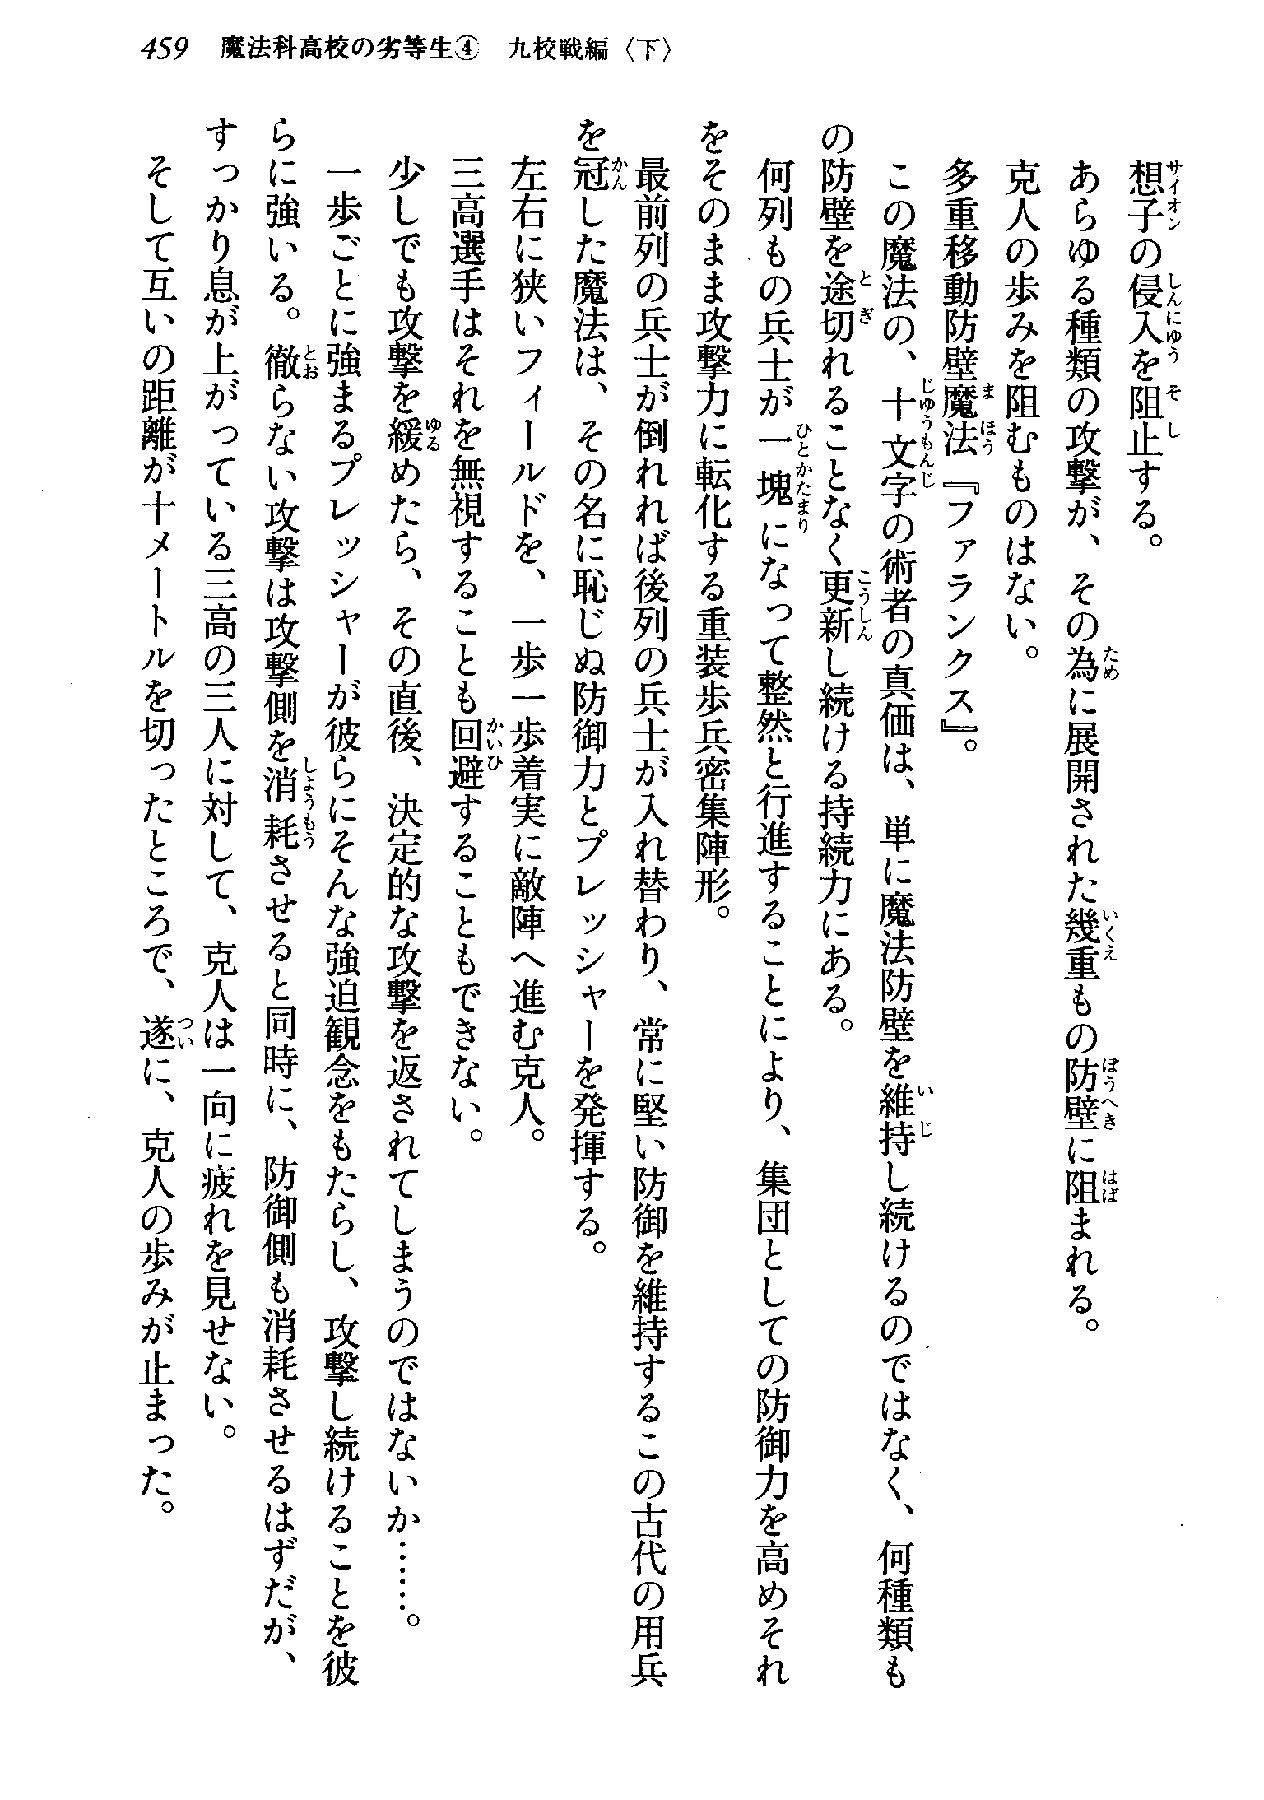 459 魔法科高校の劣等生④ 九校戦編〈下〉
想子の侵入を阻止する。
あらゆる種類の攻撃が、その為に展開された幾重もの防壁に阻まれる。
克人の歩みを阻むものはない。
多重移動防壁魔法『ファランクス』。
この魔法の、十文字の術者の真価は、単に魔法防壁を維持し続けるのではなく、何種類も
の防壁を途切れることなく更新し続ける持続力にある。
何列もの兵士が一塊になって整然と行進することにより、集団としての防御力を高めそれ
をそのまま攻撃力に転化する重装歩兵密集陣形。
最前列の兵士が倒れれば後列の兵士が入れ替わり、常に堅い防御を維持するこの古代の用兵
を冠した魔法は、その名に恥じぬ防御力とプレッシャーを発揮する。
左右に狭いフィールドを、一歩一歩着実に敵陣へ進む克人。
三高選手はそれを無視することも回避することもできない。
少しでも攻撃を緩めたら、その直後、決定的な攻撃を返されてしまうのではないか……。
一歩ごとに強まるプレッシャーが彼らにそんな強迫観念をもたらし、攻撃し続けることを彼
らに強いる。徹らない攻撃は攻撃側を消耗させると同時に、防御側も消耗させるはずだが、
すっかり息が上がっている三高の三人に対して、克人は一向に疲れを見せない。
そして互いの距離が十メートルを切ったところで、遂に、克人の歩みが止まった。